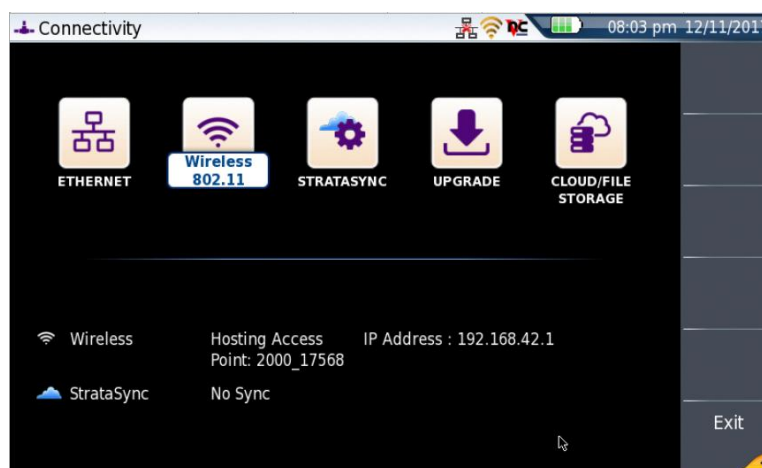 Connectivity
08:03 pm 12/11/201
ETHERNET
Wireless
802.11
STRATASYNC
UPGRADE
CLOUD/FILE
STORAGE
Wireless
Hosting Access
Point: 2000_17568
IP Address : 192.168.42.1
StrataSync
No Sync
Exit